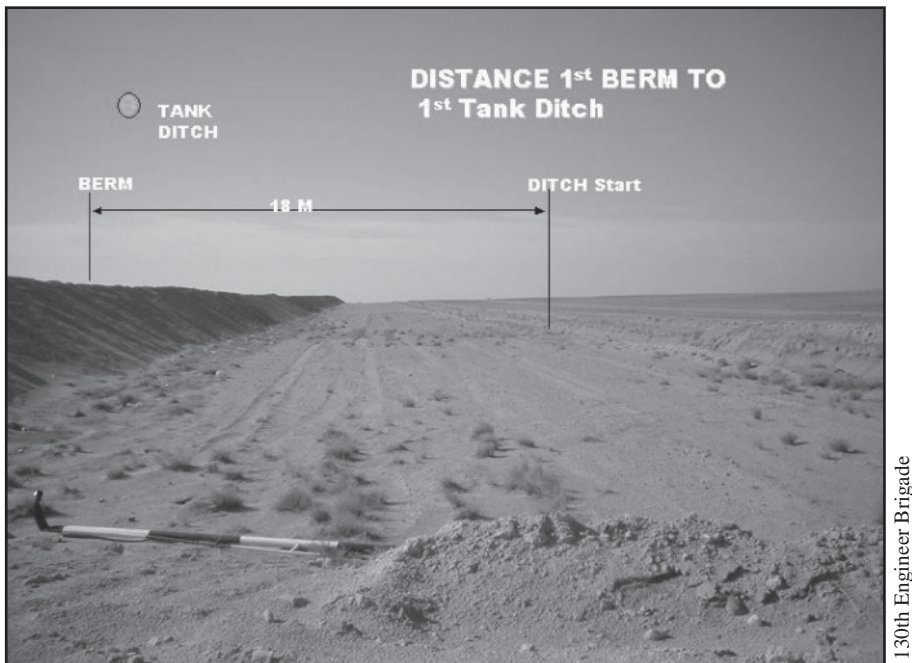 DISTANCE 1st BERM TO
1st Tank Ditch
TANK
DITCH
BERM
DITCH Start
18 M
130th Engineer Brigade